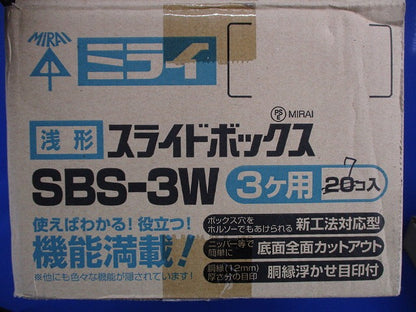 MIRAI
ミライ
PS E MIRAI
浅形 スライドボックス
SBS-3W 3ヶ用 20コ入
7
使えばわかる!役立つ!
機能満載!
※他にも色々な機能が隠されています!
ボックス穴を
ホルソーでもあけられる 新工法対応型
ニッパー等で
簡単に 底面全面カットアウト
胴縁(12mm)
厚さ分の目印 胴縁浮かせ目印付